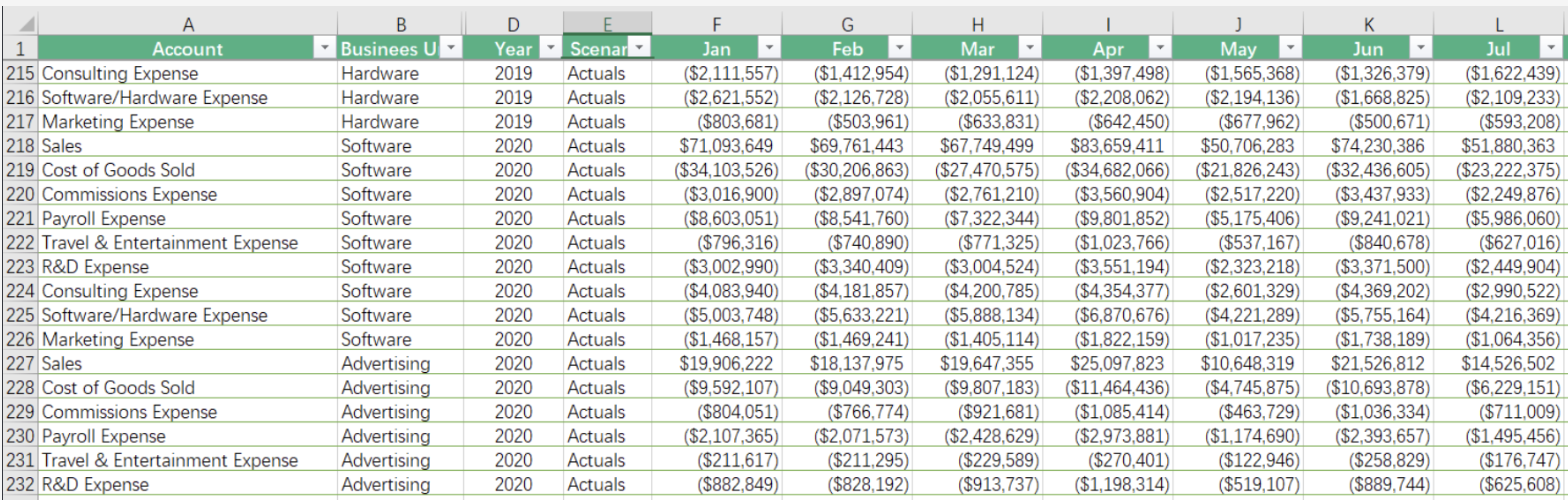 A B D E F G H I J K L
1 Account Businees U Year Scenar Jan Feb Mar Apr May Jun Jul
215 Consulting Expense Hardware 2019 Actuals ($2,111,557) ($1,412,954) ($1,291,124) ($1,397,498) ($1,565,368) ($1,326,379) ($1,622,439)
216 Software/Hardware Expense Hardware 2019 Actuals ($2,621,552) ($2,126,728) ($2,055,611) ($2,208,062) ($2,194,136) ($1,668,825) ($2,109,233)
217 Marketing Expense Hardware 2019 Actuals ($803,681) ($503,961) ($633,831) ($642,450) ($677,962) ($500,671) ($593,208)
218 Sales Software 2020 Actuals $71,093,649 $69,761,443 $67,749,499 $83,659,411 $50,706,283 $74,230,386 $51,880,363
219 Cost of Goods Sold Software 2020 Actuals ($34,103,526) ($30,206,863) ($27,470,575) ($34,682,066) ($21,826,243) ($32,436,605) ($23,222,375)
220 Commissions Expense Software 2020 Actuals ($3,016,900) ($2,897,074) ($2,761,210) ($3,560,904) ($2,517,220) ($3,437,933) ($2,249,876)
221 Payroll Expense Software 2020 Actuals ($8,603,051) ($8,541,760) ($7,322,344) ($9,801,852) ($5,175,406) ($9,241,021) ($5,986,060)
222 Travel & Entertainment Expense Software 2020 Actuals ($796,316) ($740,890) ($771,325) ($1,023,766) ($537,167) ($840,678) ($627,016)
223 R&D Expense Software 2020 Actuals ($3,002,990) ($3,340,409) ($3,004,524) ($3,551,194) ($2,323,218) ($3,371,500) ($2,449,904)
224 Consulting Expense Software 2020 Actuals ($4,083,940) ($4,181,857) ($4,200,785) ($4,354,377) ($2,601,329) ($4,369,202) ($2,990,522)
225 Software/Hardware Expense Software 2020 Actuals ($5,003,748) ($5,633,221) ($5,888,134) ($6,870,676) ($4,221,289) ($5,755,164) ($4,216,369)
226 Marketing Expense Software 2020 Actuals ($1,468,157) ($1,469,241) ($1,405,114) ($1,822,159) ($1,017,235) ($1,738,189) ($1,064,356)
227 Sales Advertising 2020 Actuals $19,906,222 $18,137,975 $19,647,355 $25,097,823 $10,648,319 $21,526,812 $14,526,502
228 Cost of Goods Sold Advertising 2020 Actuals ($9,592,107) ($9,049,303) ($9,807,183) ($11,464,436) ($4,745,875) ($10,693,878) ($6,229,151)
229 Commissions Expense Advertising 2020 Actuals ($804,051) ($766,774) ($921,681) ($1,085,414) ($463,729) ($1,036,334) ($711,009)
230 Payroll Expense Advertising 2020 Actuals ($2,107,365) ($2,071,573) ($2,428,629) ($2,973,881) ($1,174,690) ($2,393,657) ($1,495,456)
231 Travel & Entertainment Expense Advertising 2020 Actuals ($211,617) ($211,295) ($229,589) ($270,401) ($122,946) ($258,829) ($176,747)
232 R&D Expense Advertising 2020 Actuals ($882,849) ($828,192) ($913,737) ($1,198,314) ($519,107) ($889,744) ($625,608)